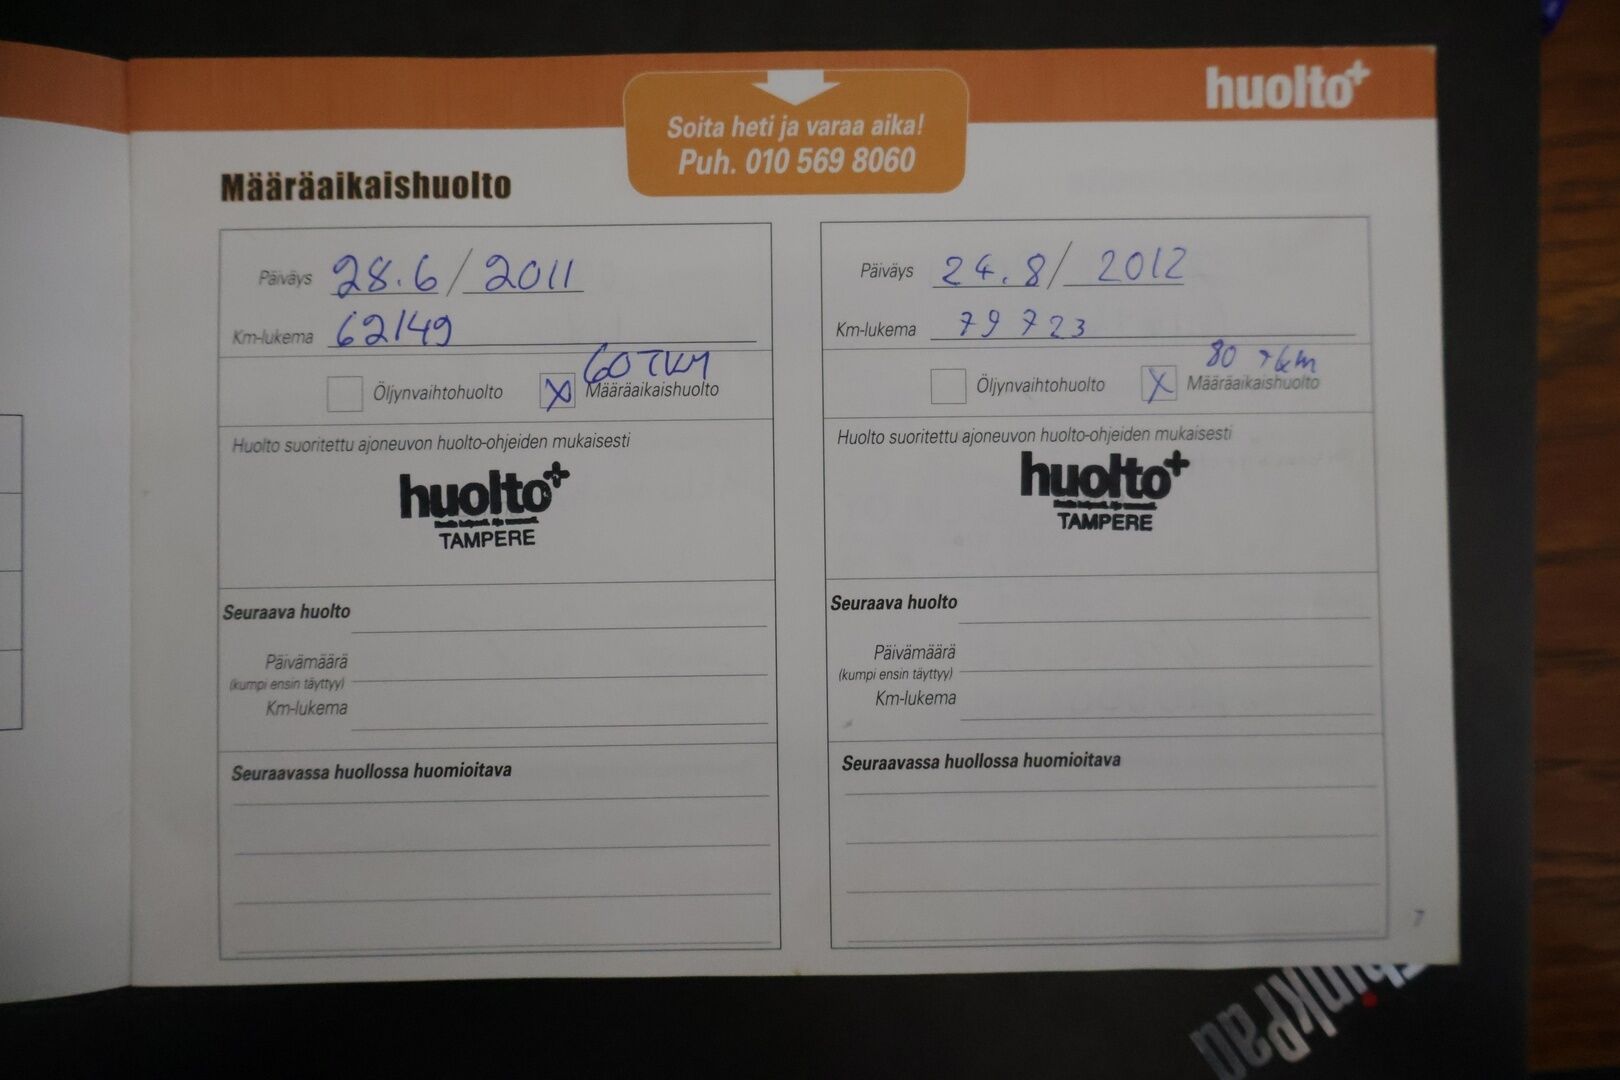 huolto+
Soita heti ja varaa aika!
Puh. 010 569 8060
Määräaikaishuolto
Päiväys 28.6/2011
Km-lukema 62149
60 TKM
Öljynvaihtohuolto X Määräaikaishuolto
Huolto suoritettu ajoneuvon huolto-ohjeiden mukaisesti
huolto+
TAMPERE
Seuraava huolto
Päivämäärä
(kumpi ensin täyttyy)
Km-lukema
Seuraavassa huollossa huomioitava
Päiväys 24.8/2012
Km-lukema 79723
80 tkm
Öljynvaihtohuolto X Määräaikaishuolto
Huolto suoritettu ajoneuvon huolto-ohjeiden mukaisesti
huolto+
TAMPERE
Seuraava huolto
Päivämäärä
(kumpi ensin täyttyy)
Km-lukema
Seuraavassa huollossa huomioitava
7
ThinkPad